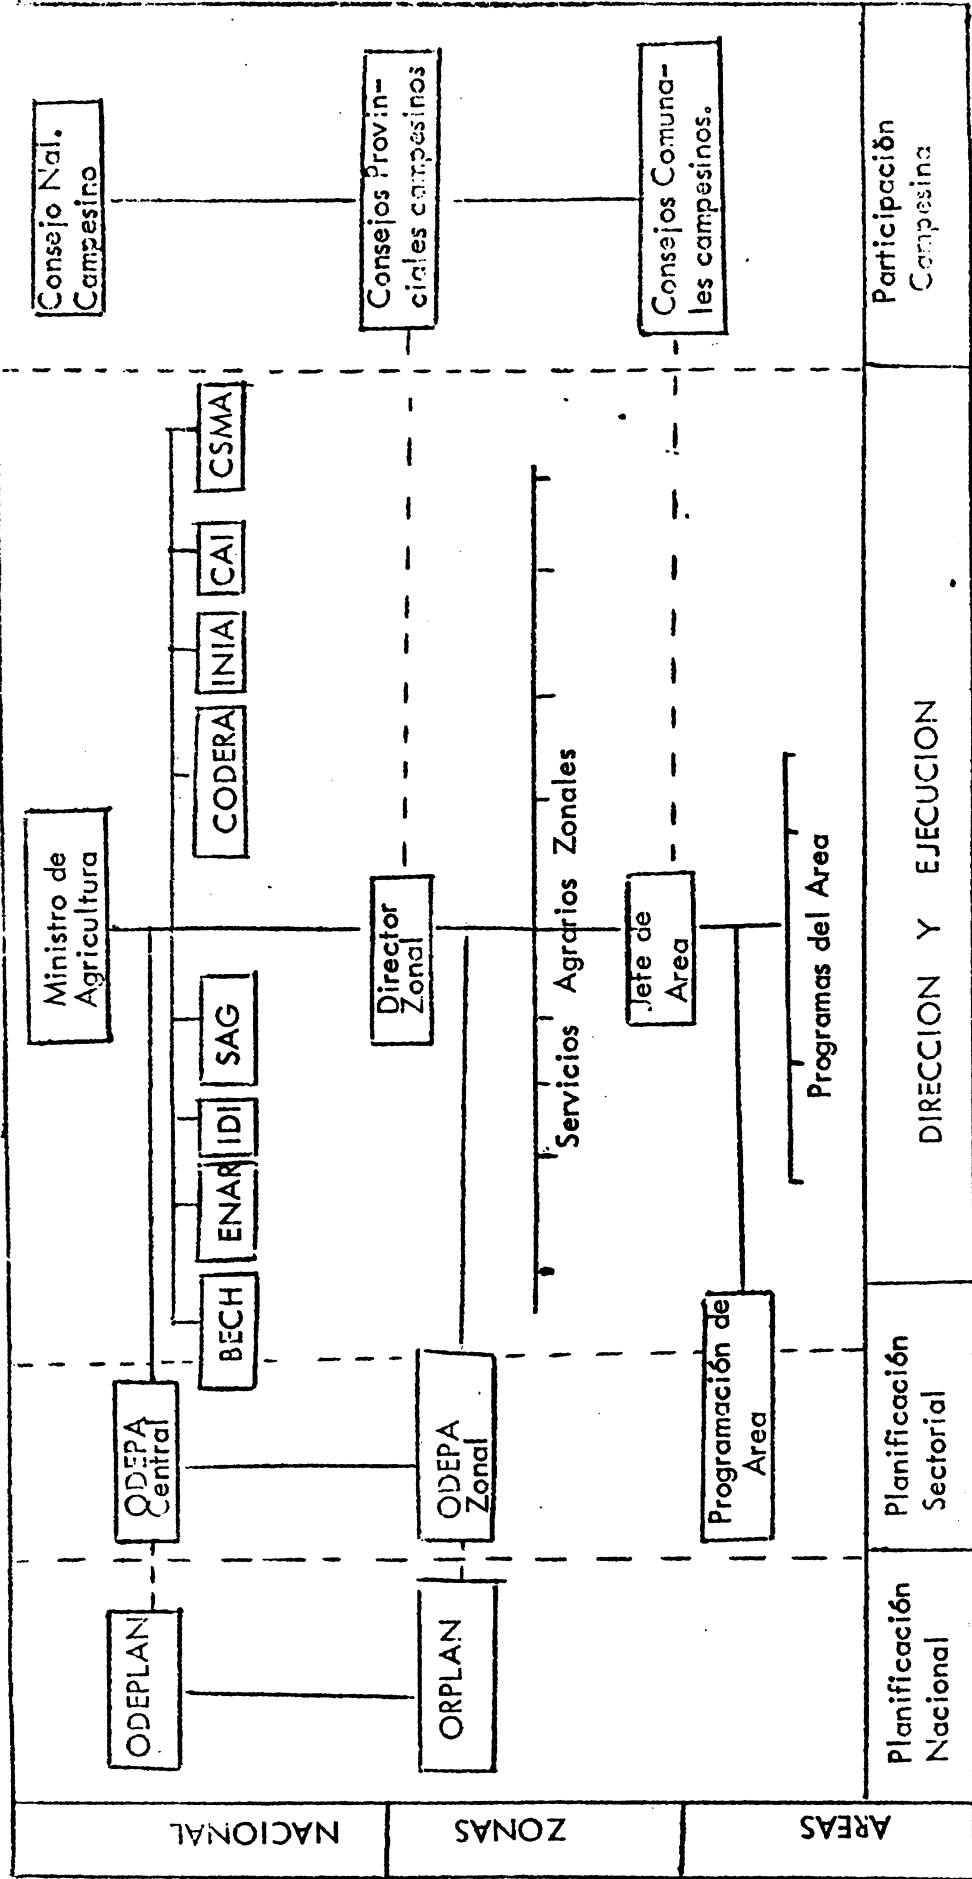 Consejo Nal.
Campesino
Ministro de
Agricultura
ODEPLAN
ODEPA
Central
BECH
ENAR
IDI
SAG
CODERA
INIA
CAI
CSMA
NACIONAL
Consejos Provin-
ciales campesinos
Director
Zonal
ODEPA
Zonal
ORPLAN
Servicios Agrarios Zonales
ZONAS
Consejos Comuna-
les campesinos.
Jefe de
Area
Programación de
Area
Programas del Area
AREAS
Planificación
Nacional
Planificación
Sectorial
DIRECCION Y EJECUCION
Participación
Campesina